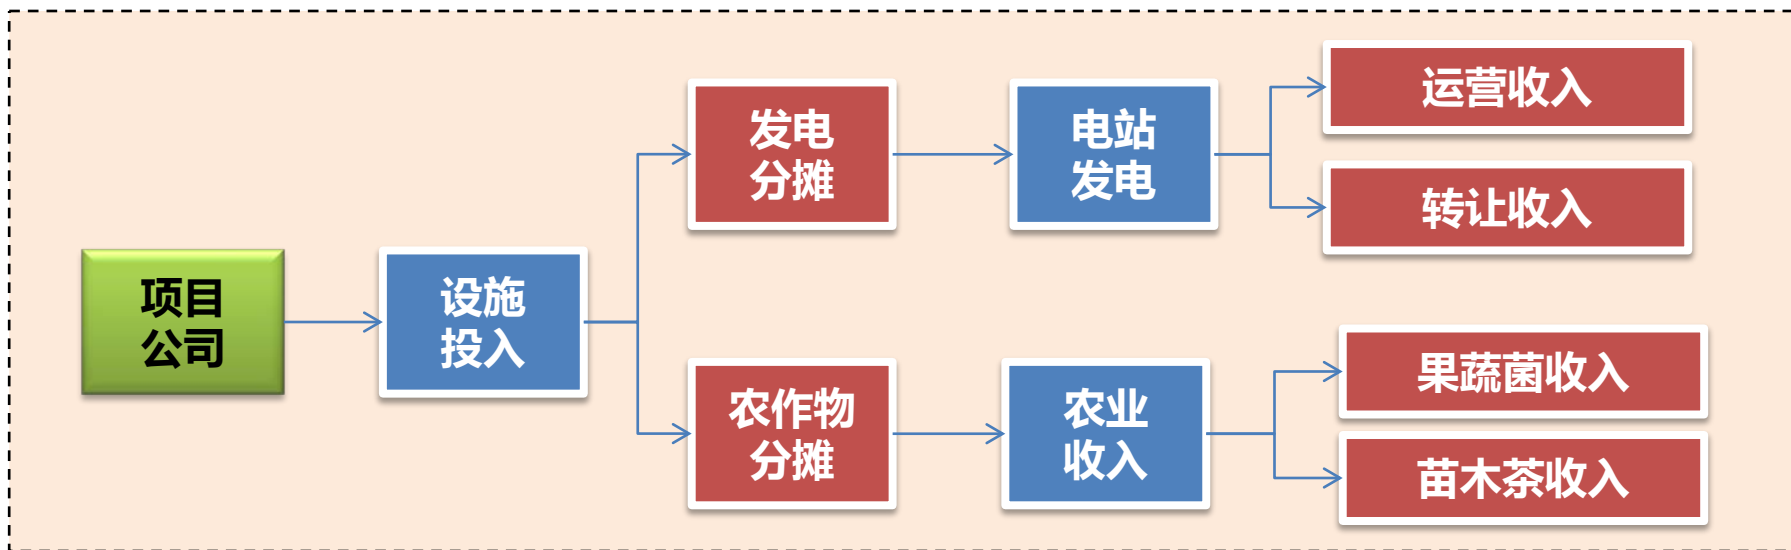 项目
公司
设施
投入
发电
分摊
电站
发电
运营收入
转让收入
农作物
分摊
农业
收入
果蔬菌收入
苗木茶收入